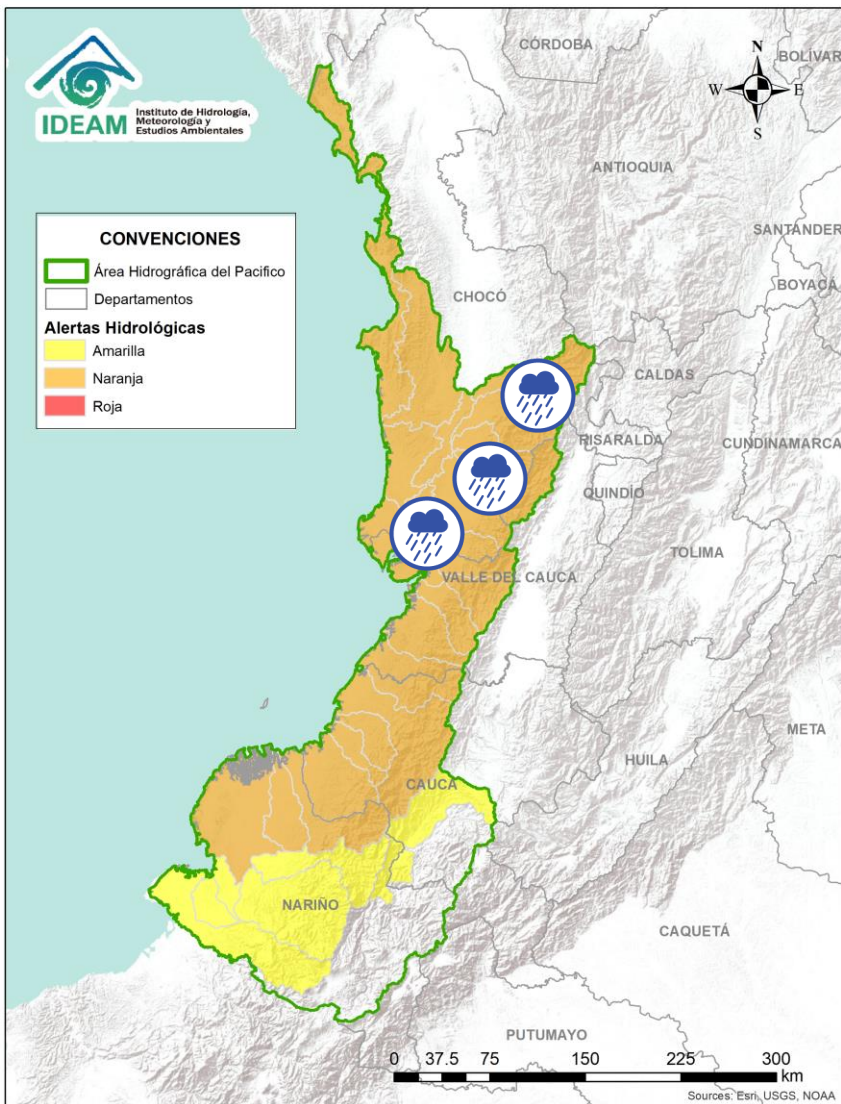 IDEAM
Instituto de Hidrología,
Meteorología y
Estudios Ambientales
CÓRDOBA
BOLÍVAR
N
W
E
S
ANTIOQUIA
SANTANDER
BOYACÁ
CONVENCIONES
Área Hidrográfica del Pacifico
Departamentos
Alertas Hidrológicas
Amarilla
Naranja
Roja
CHOCÓ
CALDAS
RISARALDA
CUNDINAMARCA
QUINDÍO
TOLIMA
VALLE DEL CAUCA
META
HUILA
CAUCA
NARIÑO
CAQUETÁ
PUTUMAYO
0 37.5 75 150 225 300
km
Sources: Esri, USGS, NOAA